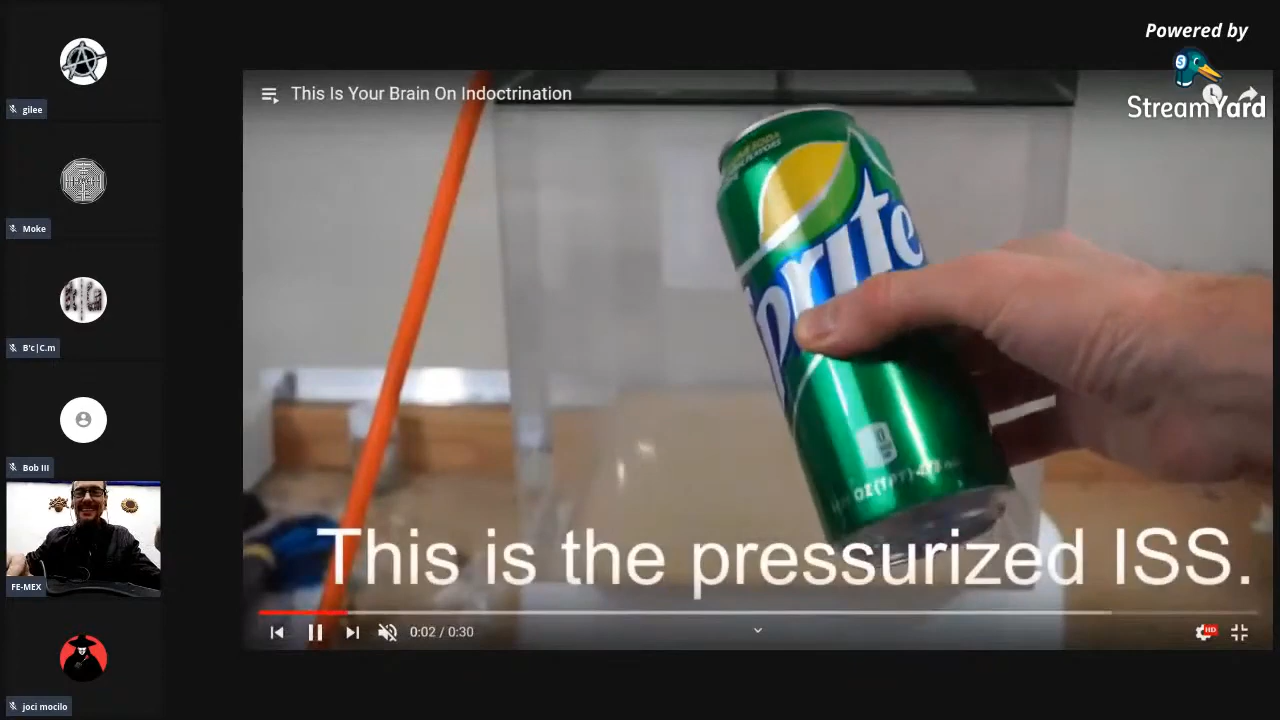 Powered by
StreamYard
This Is Your Brain On Indoctrination
gilee
Moke
B'c|C.m
Bob III
FE-MEX
joci mocilo
Sprite
This is the pressurized ISS.
0:02 / 0:30
HD